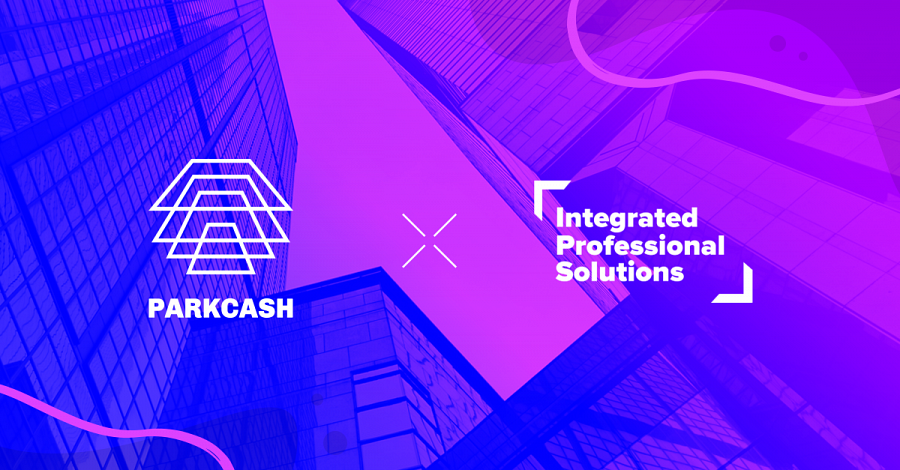 PARKCASH
Integrated
Professional
Solutions